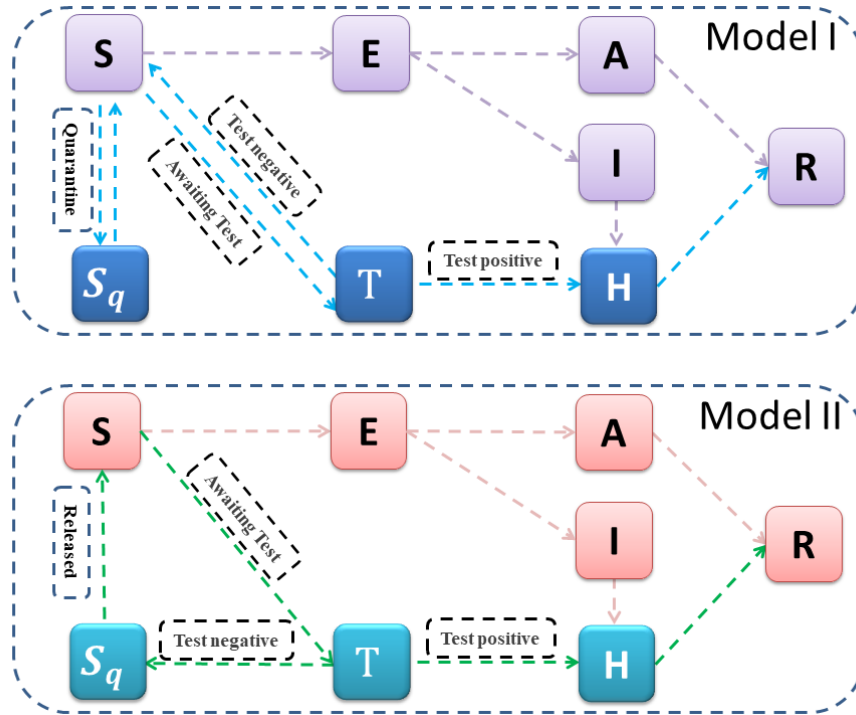 Model I
S
E
A
I
R
Quarantine
Test negative
Awaiting Test
Test positive
S_q
T
H
Model II
S
E
A
I
R
Released
Awaiting Test
Test negative
Test positive
S_q
T
H